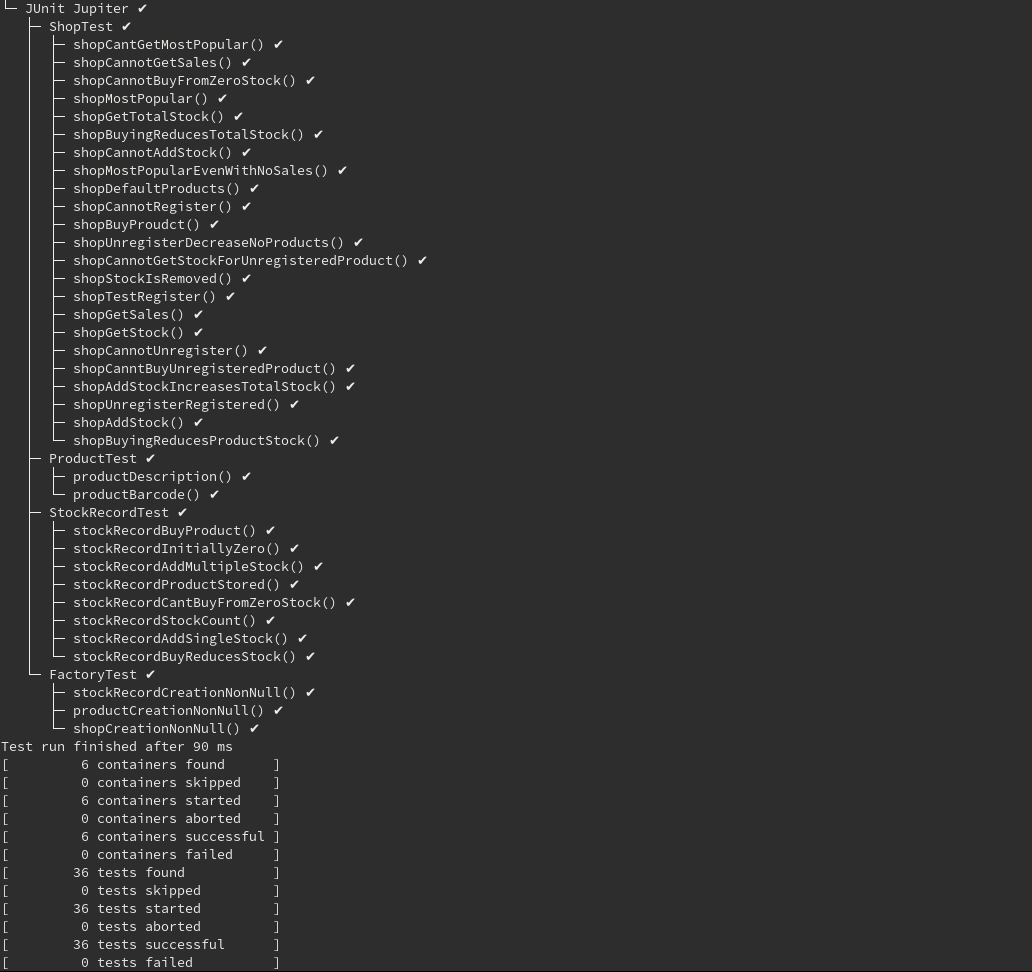 └─ JUnit Jupiter ✔
   ├─ ShopTest ✔
   │  ├─ shopCantGetMostPopular() ✔
   │  ├─ shopCannotGetSales() ✔
   │  ├─ shopCannotBuyFromZeroStock() ✔
   │  ├─ shopMostPopular() ✔
   │  ├─ shopGetTotalStock() ✔
   │  ├─ shopBuyingReducesTotalStock() ✔
   │  ├─ shopCannotAddStock() ✔
   │  ├─ shopMostPopularEvenWithNoSales() ✔
   │  ├─ shopDefaultProducts() ✔
   │  ├─ shopCannotRegister() ✔
   │  ├─ shopBuyProudct() ✔
   │  ├─ shopUnregisterDecreaseNoProducts() ✔
   │  ├─ shopCannotGetStockForUnregisteredProduct() ✔
   │  ├─ shopStockIsRemoved() ✔
   │  ├─ shopTestRegister() ✔
   │  ├─ shopGetSales() ✔
   │  ├─ shopGetStock() ✔
   │  ├─ shopCannotUnregister() ✔
   │  ├─ shopCanntBuyUnregisteredProduct() ✔
   │  ├─ shopAddStockIncreasesTotalStock() ✔
   │  ├─ shopUnregisterRegistered() ✔
   │  ├─ shopAddStock() ✔
   │  └─ shopBuyingReducesProductStock() ✔
   ├─ ProductTest ✔
   │  ├─ productDescription() ✔
   │  └─ productBarcode() ✔
   ├─ StockRecordTest ✔
   │  ├─ stockRecordBuyProduct() ✔
   │  ├─ stockRecordInitiallyZero() ✔
   │  ├─ stockRecordAddMultipleStock() ✔
   │  ├─ stockRecordProductStored() ✔
   │  ├─ stockRecordCantBuyFromZeroStock() ✔
   │  ├─ stockRecordStockCount() ✔
   │  ├─ stockRecordAddSingleStock() ✔
   │  └─ stockRecordBuyReducesStock() ✔
   └─ FactoryTest ✔
      ├─ stockRecordCreationNonNull() ✔
      ├─ productCreationNonNull() ✔
      └─ shopCreationNonNull() ✔
Test run finished after 90 ms
[         6 containers found      ]
[         0 containers skipped    ]
[         6 containers started    ]
[         0 containers aborted    ]
[         6 containers successful ]
[         0 containers failed     ]
[        36 tests found           ]
[         0 tests skipped         ]
[        36 tests started         ]
[         0 tests aborted         ]
[        36 tests successful      ]
[         0 tests failed          ]